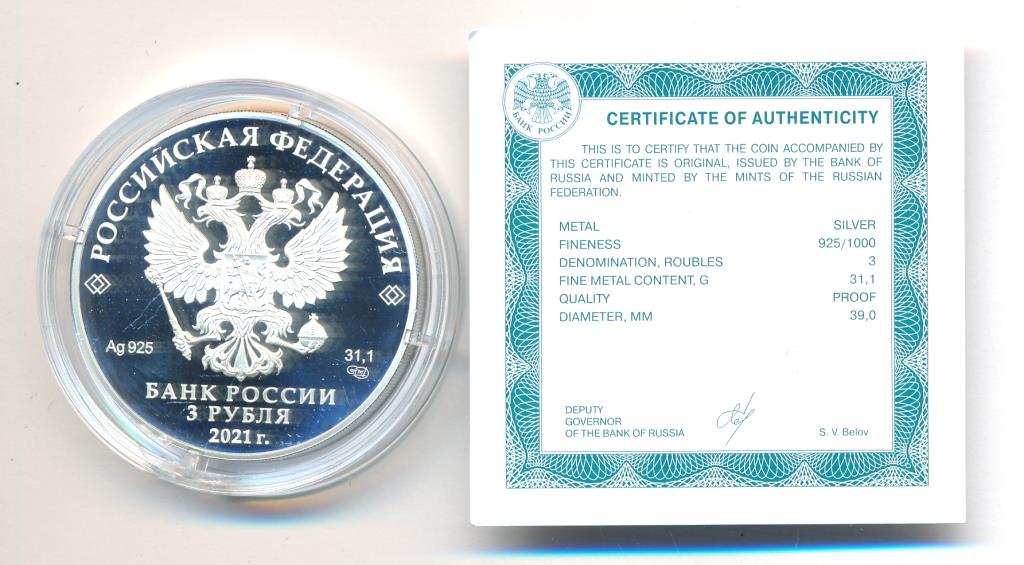 РОССИЙСКАЯ ФЕДЕРАЦИЯ
Ag 925
31,1
БАНК РОССИИ
3 РУБЛЯ
2021 г.
БАНК РОССИИ
CERTIFICATE OF AUTHENTICITY
THIS IS TO CERTIFY THAT THE COIN ACCOMPANIED BY
THIS CERTIFICATE IS ORIGINAL, ISSUED BY THE BANK OF
RUSSIA AND MINTED BY THE MINTS OF THE RUSSIAN
FEDERATION.
METAL SILVER
FINENESS 925/1000
DENOMINATION, ROUBLES 3
FINE METAL CONTENT, G 31,1
QUALITY PROOF
DIAMETER, MM 39,0
DEPUTY
GOVERNOR
OF THE BANK OF RUSSIA S. V. Belov